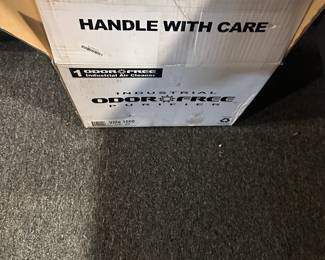 HANDLE WITH CARE
1 ODOR FREE
Industrial Air Cleaner
INDUSTRIAL
ODOR FREE
PURIFIER